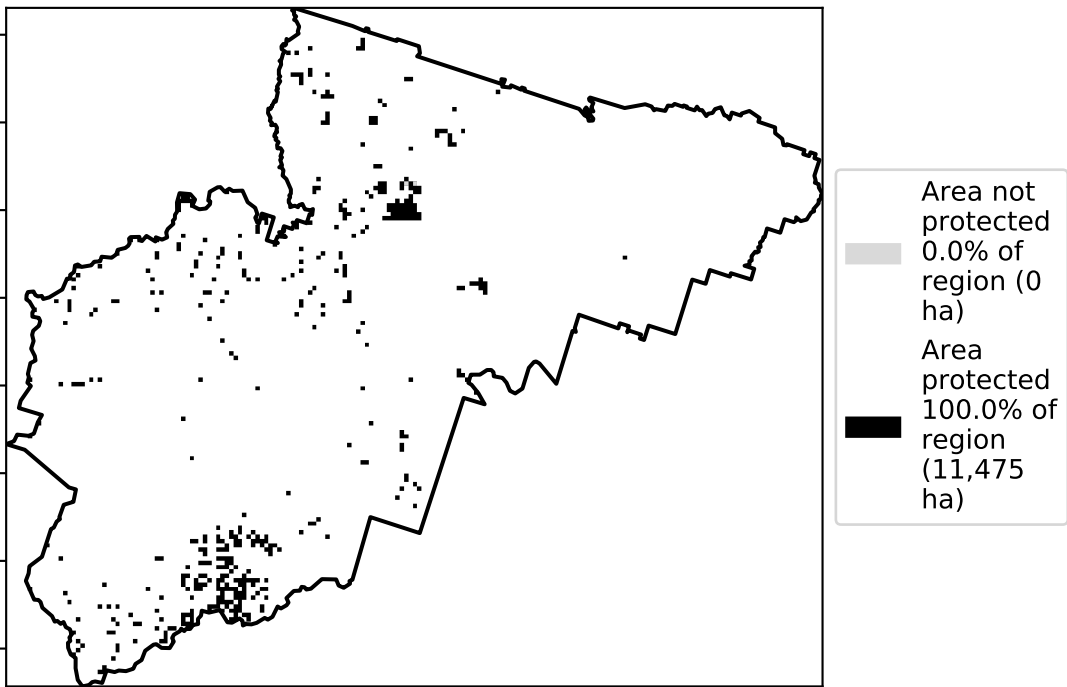 Area not
protected
0.0% of
region (0
ha)
Area
protected
100.0% of
region
(11,475
ha)